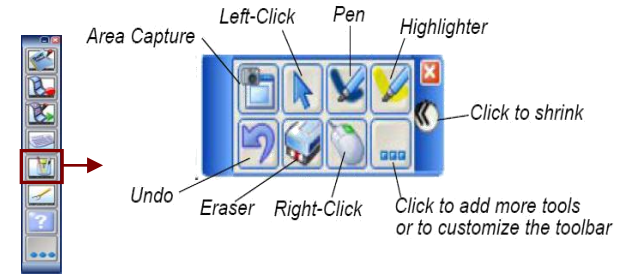 Left-Click
Pen
Area Capture
Highlighter
Click to shrink
Undo
Eraser
Right-Click
Click to add more tools
or to customize the toolbar